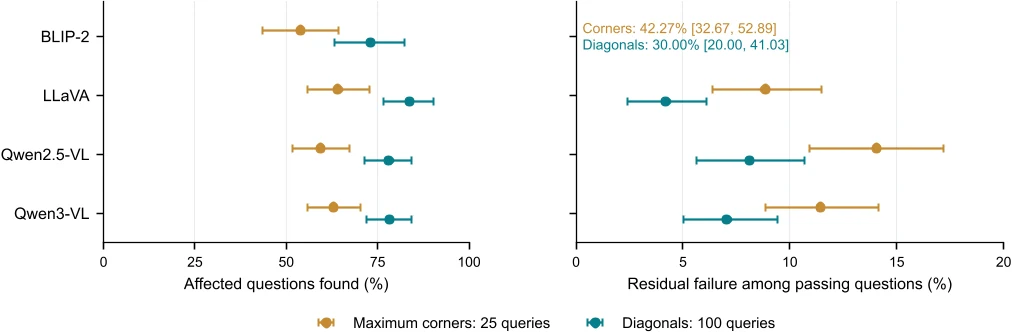 BLIP-2
LLaVA
Qwen2.5-VL
Qwen3-VL
0 25 50 75 100
Affected questions found (%)
Corners: 42.27% [32.67, 52.89]
Diagonals: 30.00% [20.00, 41.03]
0 5 10 15 20
Residual failure among passing questions (%)
Maximum corners: 25 queries
Diagonals: 100 queries